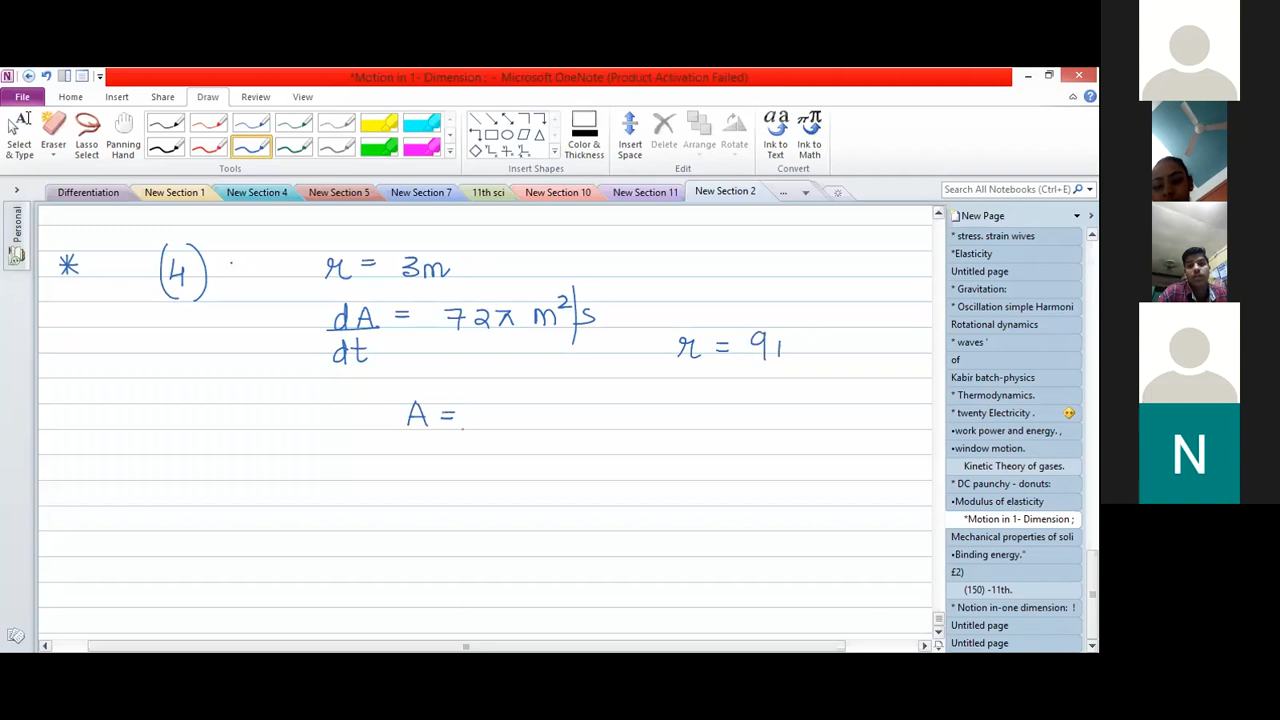 *Motion in 1- Dimension ; - Microsoft OneNote (Product Activation Failed)
File Home Insert Share Draw Review View
Select & Type
Eraser
Lasso Select
Panning Hand
Color & Thickness
Insert Space
Delete
Arrange
Rotate
Ink to Text
Ink to Math
Tools
Insert Shapes
Edit
Convert
Differentiation New Section 1 New Section 4 New Section 5 New Section 7 11th sci New Section 10 New Section 11 New Section 2 ...
Search All Notebooks (Ctrl+E)
Personal
* (4) r = 3m
dA/dt = 72π m²/s
r = 91
A =
New Page
* stress. strain wives
*Elasticity
Untitled page
* Gravitation:
* Oscillation simple Harmoni
Rotational dynamics
* waves '
of
Kabir batch-physics
* Thermodynamics.
* twenty Electricity .
•work power and energy. ,
•window motion.
Kinetic Theory of gases.
* DC paunchy - donuts:
•Modulus of elasticity
*Motion in 1- Dimension ;
Mechanical properties of soli
•Binding energy."
£2)
(150) -11th.
* Notion in-one dimension: !
Untitled page
Untitled page
N